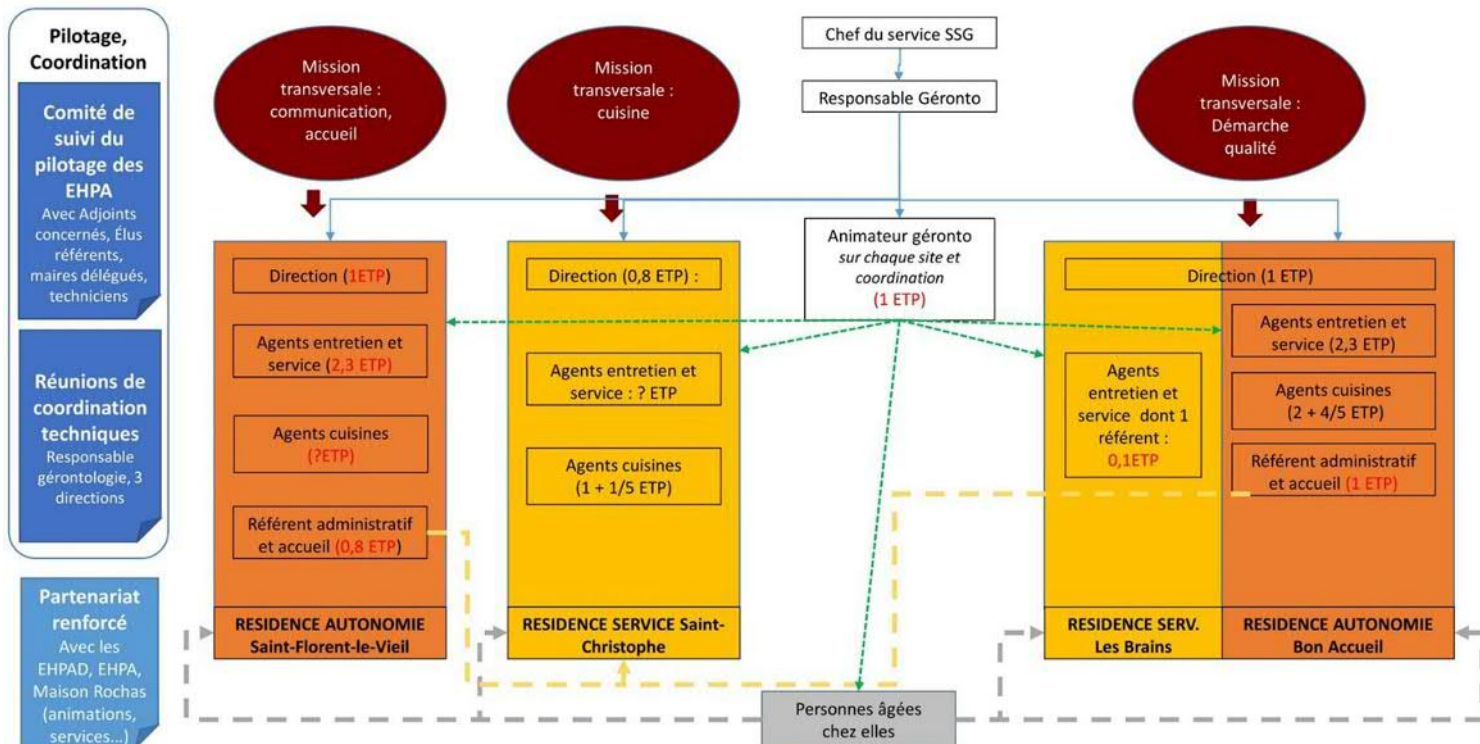 Pilotage,
Coordination
Comité de
suivi du
pilotage des
EHPA
Avec Adjoints
concernés, Élus
référents,
maires délégués,
techniciens
Réunions de
coordination
techniques
Responsable
gérontologie, 3
directions
Partenariat
renforcé
Avec les
EHPAD, EHPA,
Maison Rochas
(animations,
services...)
Mission
transversale :
communication,
accueil
Mission
transversale :
cuisine
Chef du service SSG
Responsable Géronto
Mission
transversale :
Démarche
qualité
Direction (1ETP)
Agents entretien et
service (2,3 ETP)
Agents cuisines
(?ETP)
Référent administratif
et accueil (0,8 ETP)
RESIDENCE AUTONOMIE
Saint-Florent-le-Vieil
Direction (0,8 ETP) :
Agents entretien et
service : ? ETP
Agents cuisines
(1 + 1/5 ETP)
RESIDENCE SERVICE Saint-
Christophe
Animateur géronto
sur chaque site et
coordination
(1 ETP)
Personnes âgées
chez elles
Direction (1 ETP)
Agents
entretien et
service dont 1
référent :
0,1ETP
RESIDENCE SERV.
Les Brains
Agents entretien et
service (2,3 ETP)
Agents cuisines
(2 + 4/5 ETP)
Référent administratif
et accueil (1 ETP)
RESIDENCE AUTONOMIE
Bon Accueil